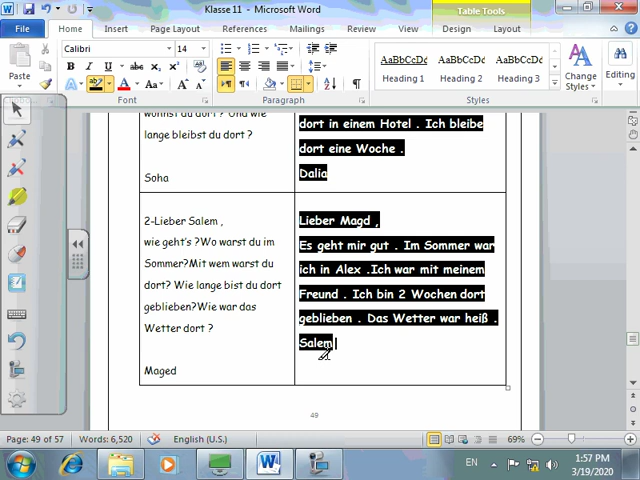 Klasse 11 - Microsoft Word
Table Tools
File Home Insert Page Layout References Mailings Review View Design Layout
Calibri 14
Paste
AaBbCcDc AaBbCc AaBbCcD
Heading 1 Heading 2 Heading 3
Change Styles
Editing
Font Paragraph Styles
wohnst du dort ? Und wie
lange bleibst du dort ?
Soha
dort in einem Hotel . Ich bleibe
dort eine Woche .
Dalia
2-Lieber Salem ,
wie geht's ?Wo warst du im
Sommer?Mit wem warst du
dort? Wie lange bist du dort
geblieben?Wie war das
Wetter dort ?
Maged
Lieber Magd ,
Es geht mir gut . Im Sommer war
ich in Alex .Ich war mit meinem
Freund . Ich bin 2 Wochen dort
geblieben . Das Wetter war heiß .
Salem
49
Page: 49 of 57 Words: 6,520 English (U.S.) 69%
EN 1:57 PM
3/19/2020